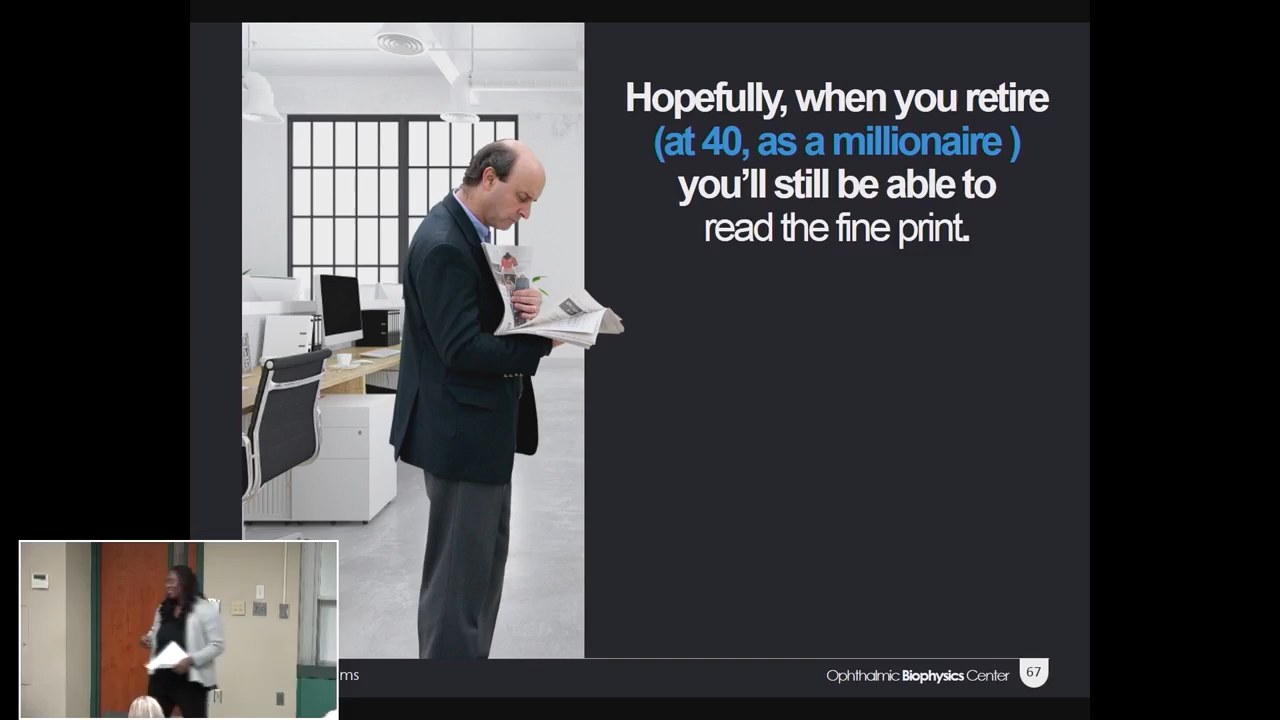 Hopefully, when you retire
(at 40, as a millionaire )
you’ll still be able to
read the fine print.
ms
Ophthalmic Biophysics Center
67